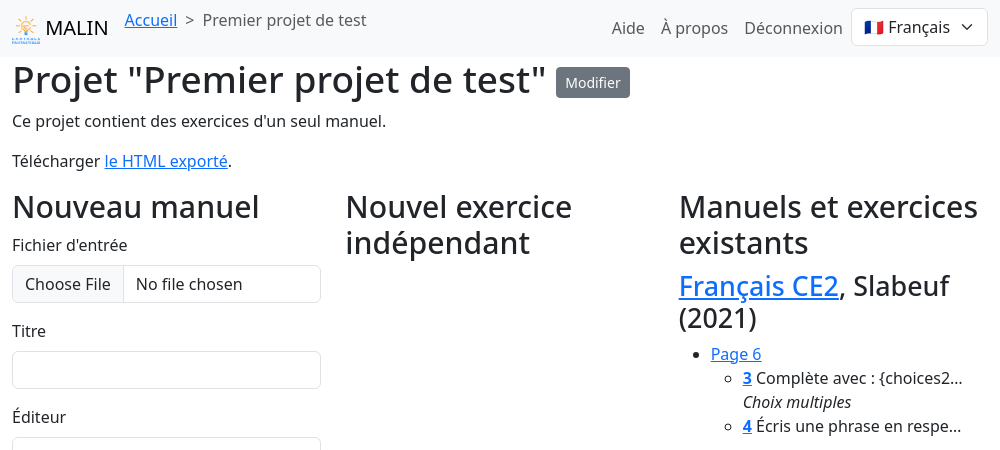 MALIN
Accueil > Premier projet de test
Aide À propos Déconnexion Français
Projet "Premier projet de test" Modifier
Ce projet contient des exercices d'un seul manuel.
Télécharger le HTML exporté.
Nouveau manuel
Fichier d'entrée
Choose File No file chosen
Titre
Éditeur
Nouvel exercice
indépendant
Manuels et exercices
existants
Français CE2, Slabeuf
(2021)
Page 6
3 Complète avec : {choices2...
Choix multiples
4 Écris une phrase en respe...